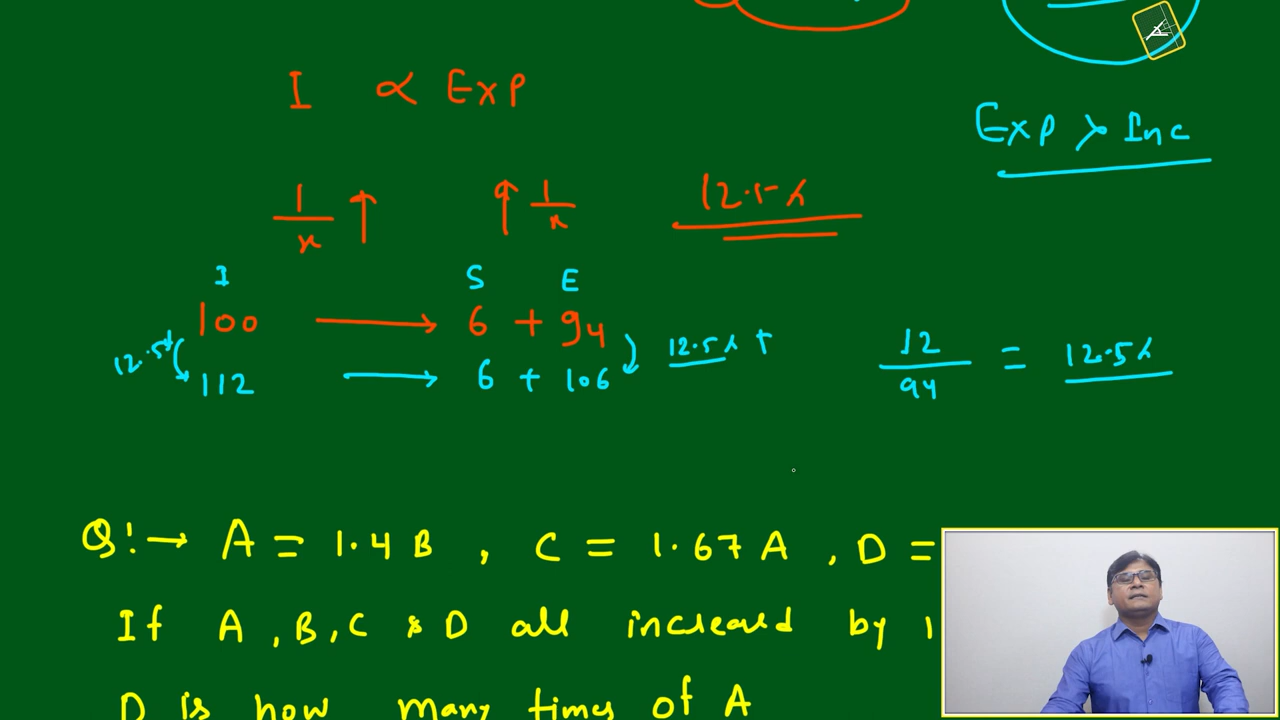 I ∝ Exp
Exp > Inc
1/x ↑ ↑ 1/x 12.5%
I S E
100 → 6 + 94
12.5% 12.5% ↑ 12/94 = 12.5%
112 → 6 + 106
Q! → A = 1.4 B , C = 1.67 A , D =
If A , B , C & D all increased by 1
D is how many times of A